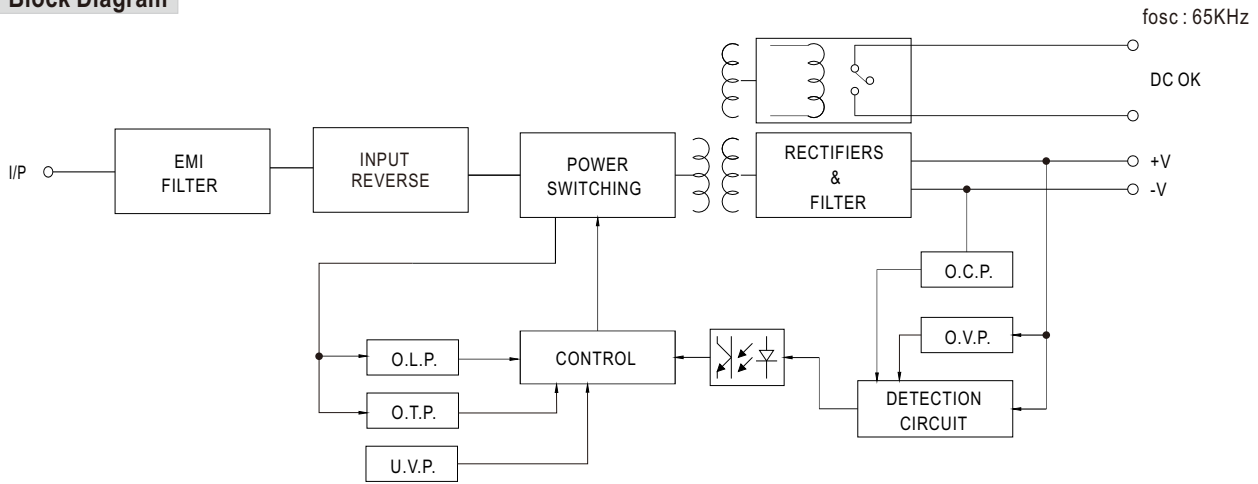 Block Diagram
fosc : 65KHz
DC OK
I/P
EMI
FILTER
INPUT
REVERSE
POWER
SWITCHING
RECTIFIERS
&
FILTER
+V
-V
O.C.P.
O.V.P.
O.L.P.
CONTROL
DETECTION
CIRCUIT
O.T.P.
U.V.P.